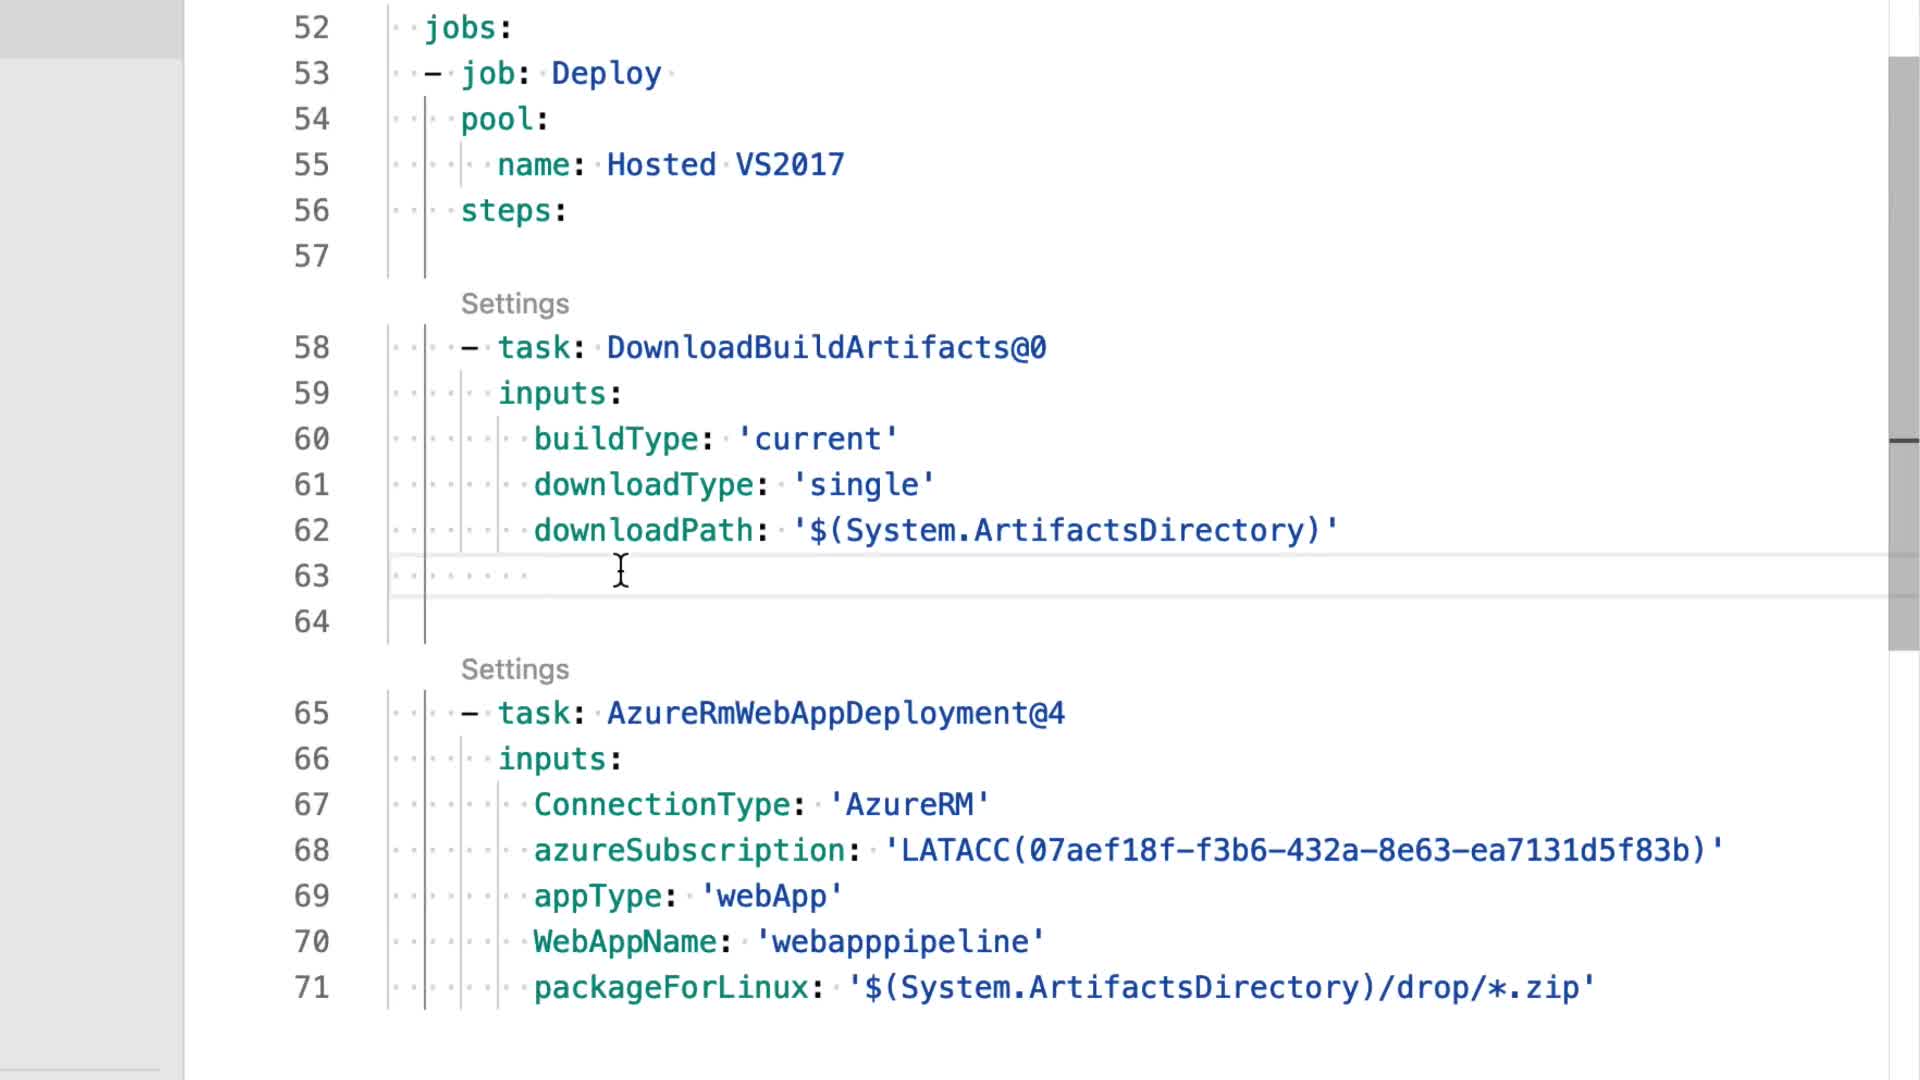 52 jobs:
53 - job: Deploy
54 pool:
55 name: Hosted VS2017
56 steps:
57
Settings
58 - task: DownloadBuildArtifacts@0
59 inputs:
60 buildType: 'current'
61 downloadType: 'single'
62 downloadPath: '$(System.ArtifactsDirectory)'
63
64
Settings
65 - task: AzureRmWebAppDeployment@4
66 inputs:
67 ConnectionType: 'AzureRM'
68 azureSubscription: 'LATACC(07aef18f-f3b6-432a-8e63-ea7131d5f83b)'
69 appType: 'webApp'
70 WebAppName: 'webapppipeline'
71 packageForLinux: '$(System.ArtifactsDirectory)/drop/*.zip'